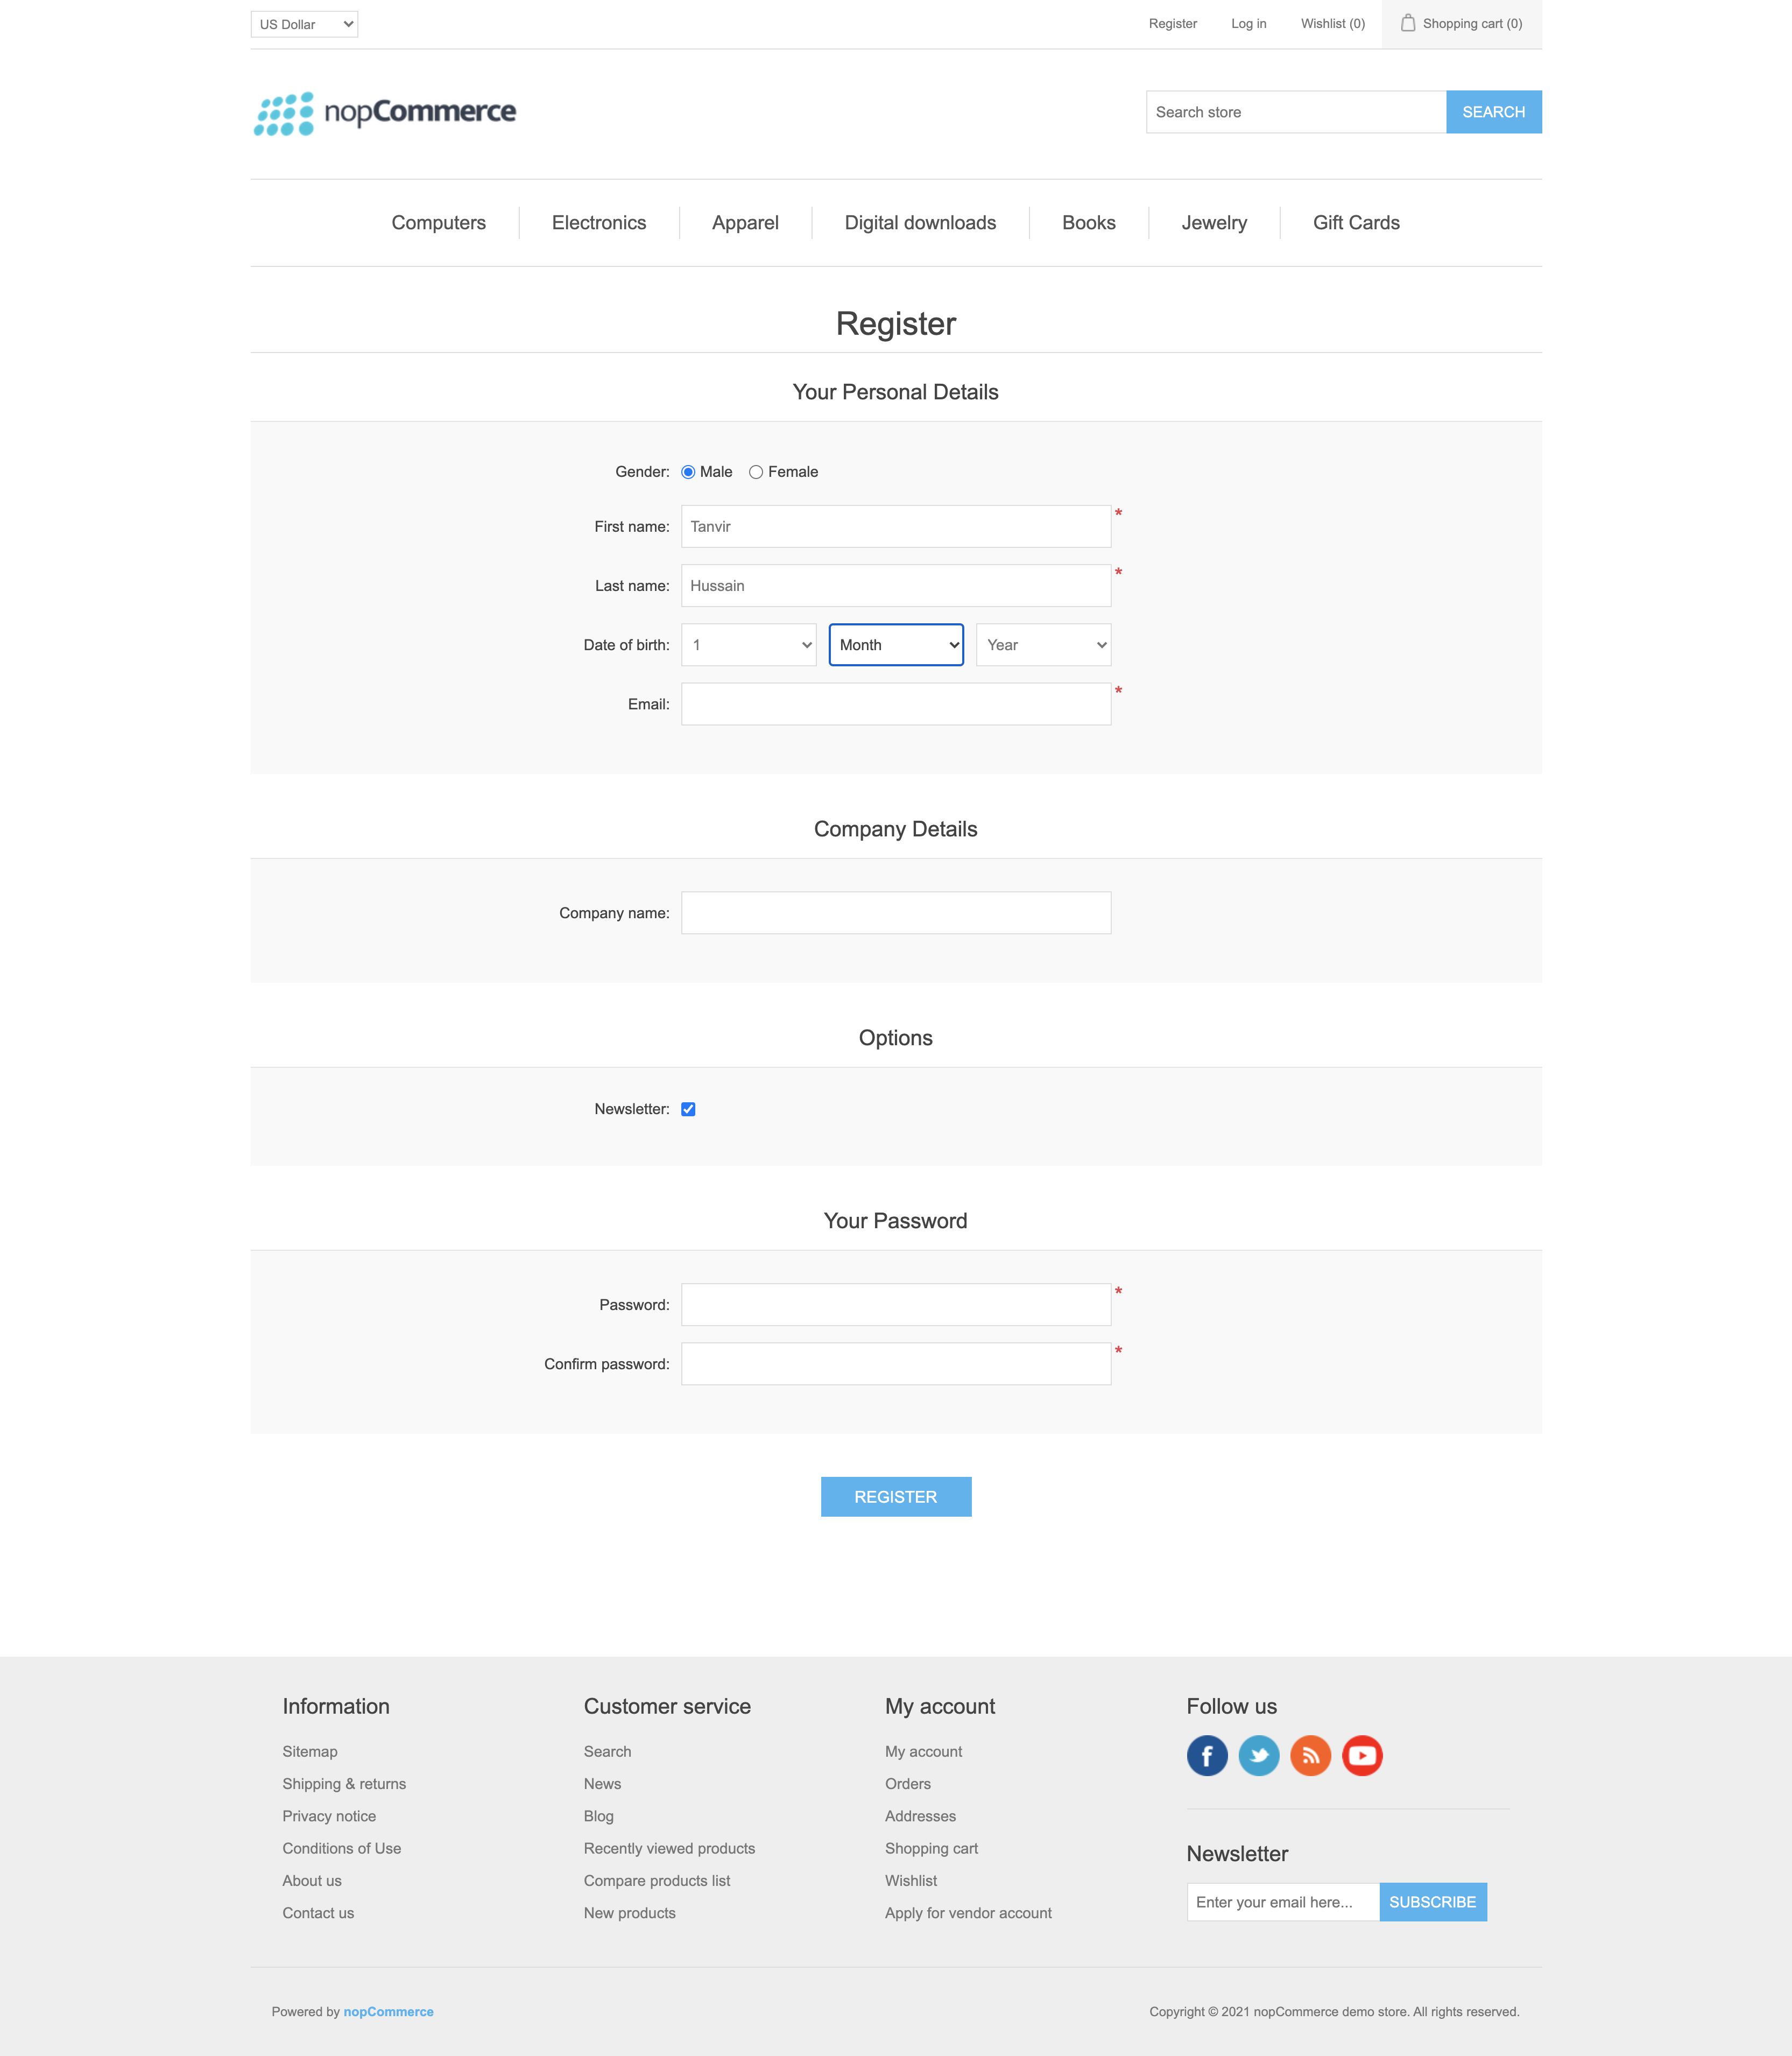 US Dollar
Register
Log in
Wishlist (0)
Shopping cart (0)
nopCommerce
Search store
SEARCH
Computers
Electronics
Apparel
Digital downloads
Books
Jewelry
Gift Cards
Register
Your Personal Details
Gender: Male Female
First name: Tanvir *
Last name: Hussain *
Date of birth: 1 Month Year
Email: *
Company Details
Company name:
Options
Newsletter:
Your Password
Password: *
Confirm password: *
REGISTER
Information
Sitemap
Shipping & returns
Privacy notice
Conditions of Use
About us
Contact us
Customer service
Search
News
Blog
Recently viewed products
Compare products list
New products
My account
My account
Orders
Addresses
Shopping cart
Wishlist
Apply for vendor account
Follow us
Newsletter
Enter your email here...
SUBSCRIBE
Powered by nopCommerce
Copyright © 2021 nopCommerce demo store. All rights reserved.